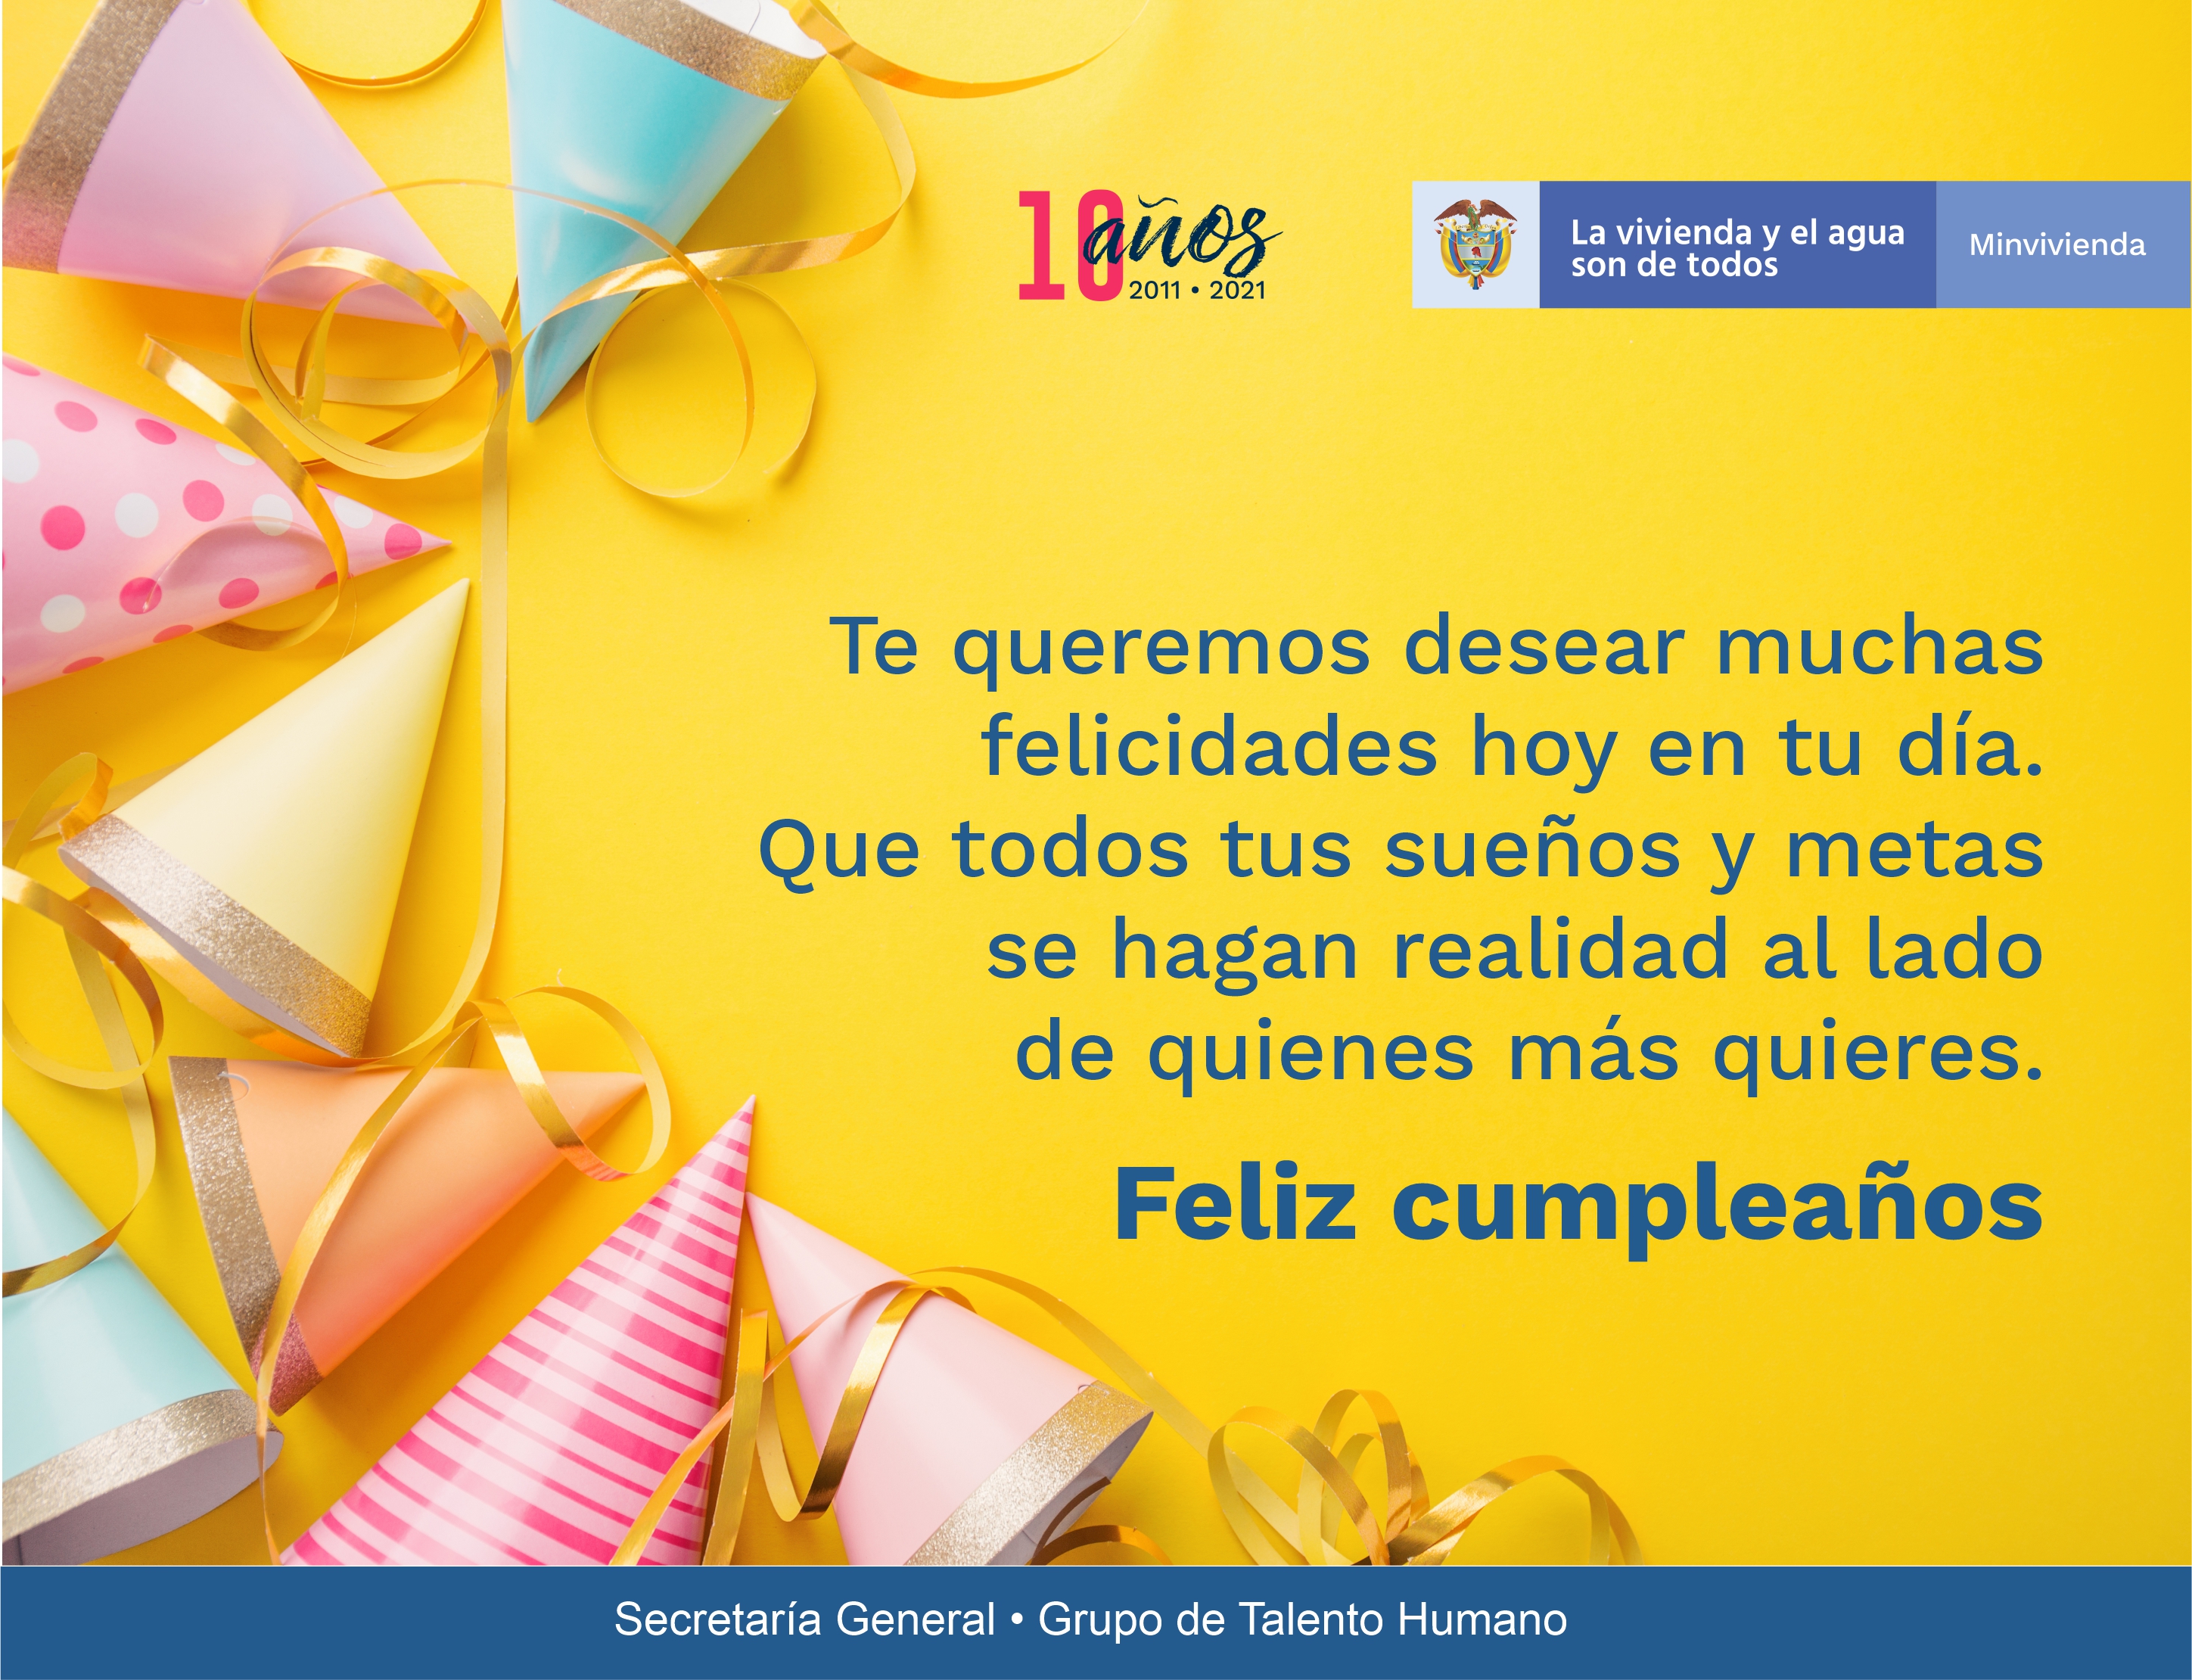 10 años
2011 • 2021
La vivienda y el agua
son de todos
Minvivienda
Te queremos desear muchas
felicidades hoy en tu día.
Que todos tus sueños y metas
se hagan realidad al lado
de quienes más quieres.
Feliz cumpleaños
Secretaría General • Grupo de Talento Humano